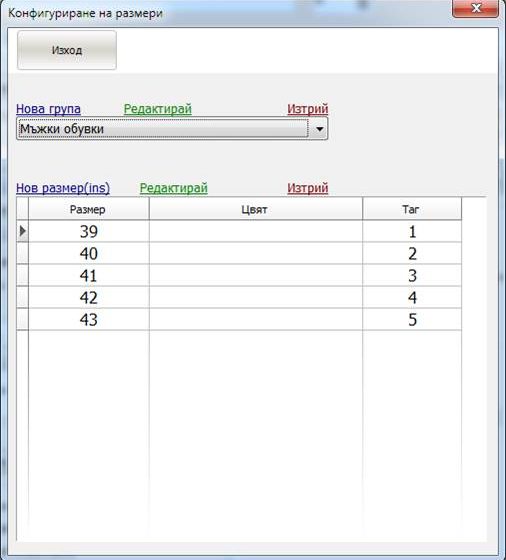 Конфигуриране на размери
Изход
Нова група Редактирай Изтрий
Мъжки обувки
Нов размер(ins) Редактирай Изтрий
Размер Цвят Таг
39 1
40 2
41 3
42 4
43 5